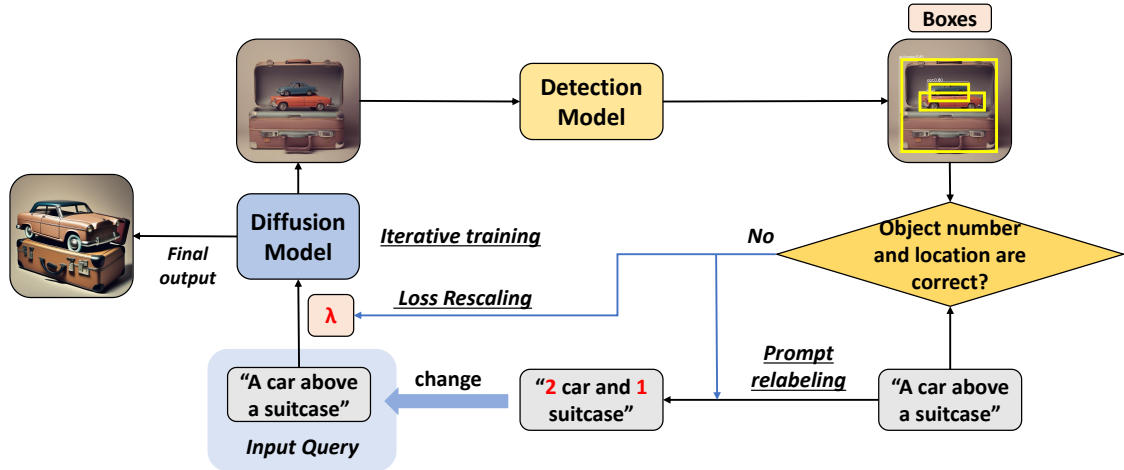 Boxes
Detection
Model
Diffusion
Model
Final
output
Iterative training
No
Object number
and location are
correct?
Loss Rescaling
λ
"A car above
a suitcase"
Input Query
change
"2 car and 1
suitcase"
Prompt
relabeling
"A car above
a suitcase"